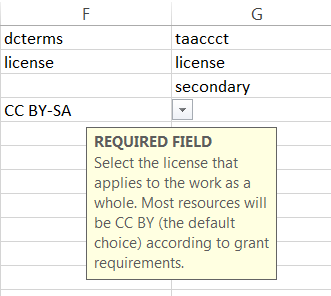 F G
dcterms taaccct
license license
secondary
CC BY-SA
REQUIRED FIELD
Select the license that
applies to the work as a
whole. Most resources will
be CC BY (the default
choice) according to grant
requirements.